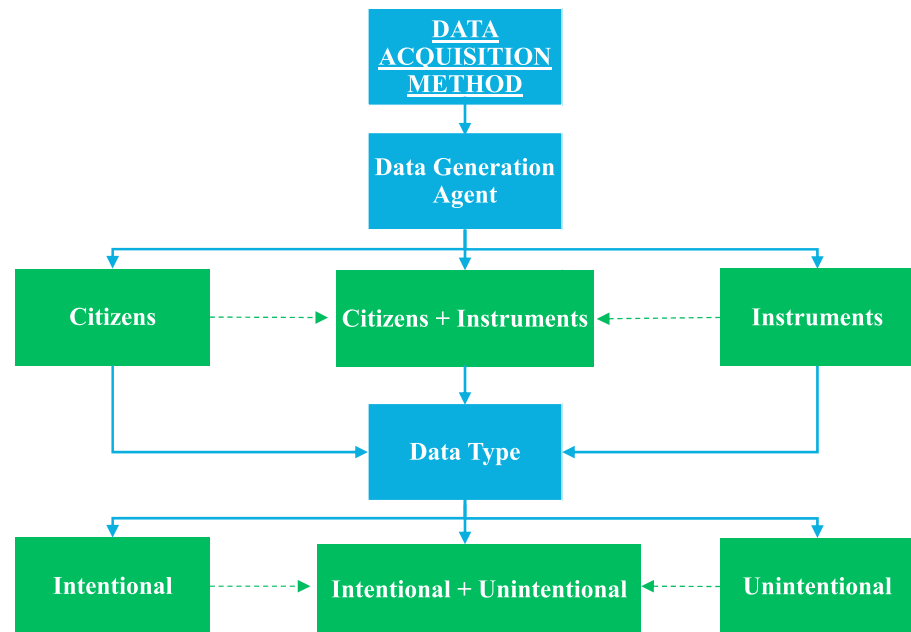 DATA
ACQUISITION
METHOD
Data Generation
Agent
Citizens
Citizens + Instruments
Instruments
Data Type
Intentional
Intentional + Unintentional
Unintentional